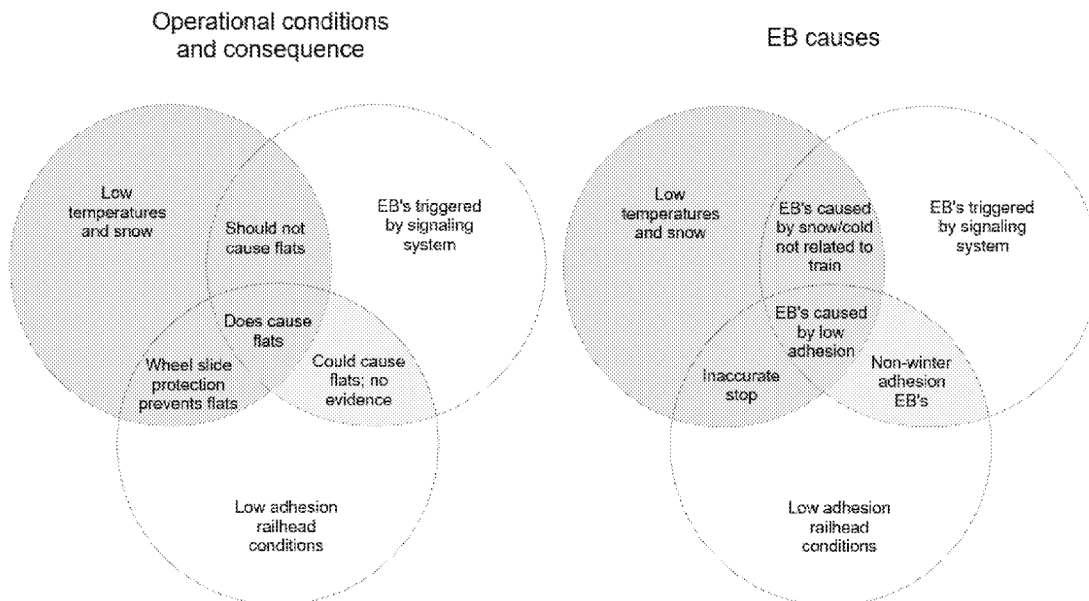 Operational conditions
and consequence
Low
temperatures
and snow
Should not
cause flats
EB's triggered
by signaling
system
Does cause
flats
Wheel slide
protection
prevents flats
Could cause
flats; no
evidence
Low adhesion
railhead
conditions
EB causes
Low
temperatures
and snow
EB's caused
by snow/cold
not related to
train
EB's triggered
by signaling
system
EB's caused
by low
adhesion
Inaccurate
stop
Non-winter
adhesion
EB's
Low adhesion
railhead
conditions